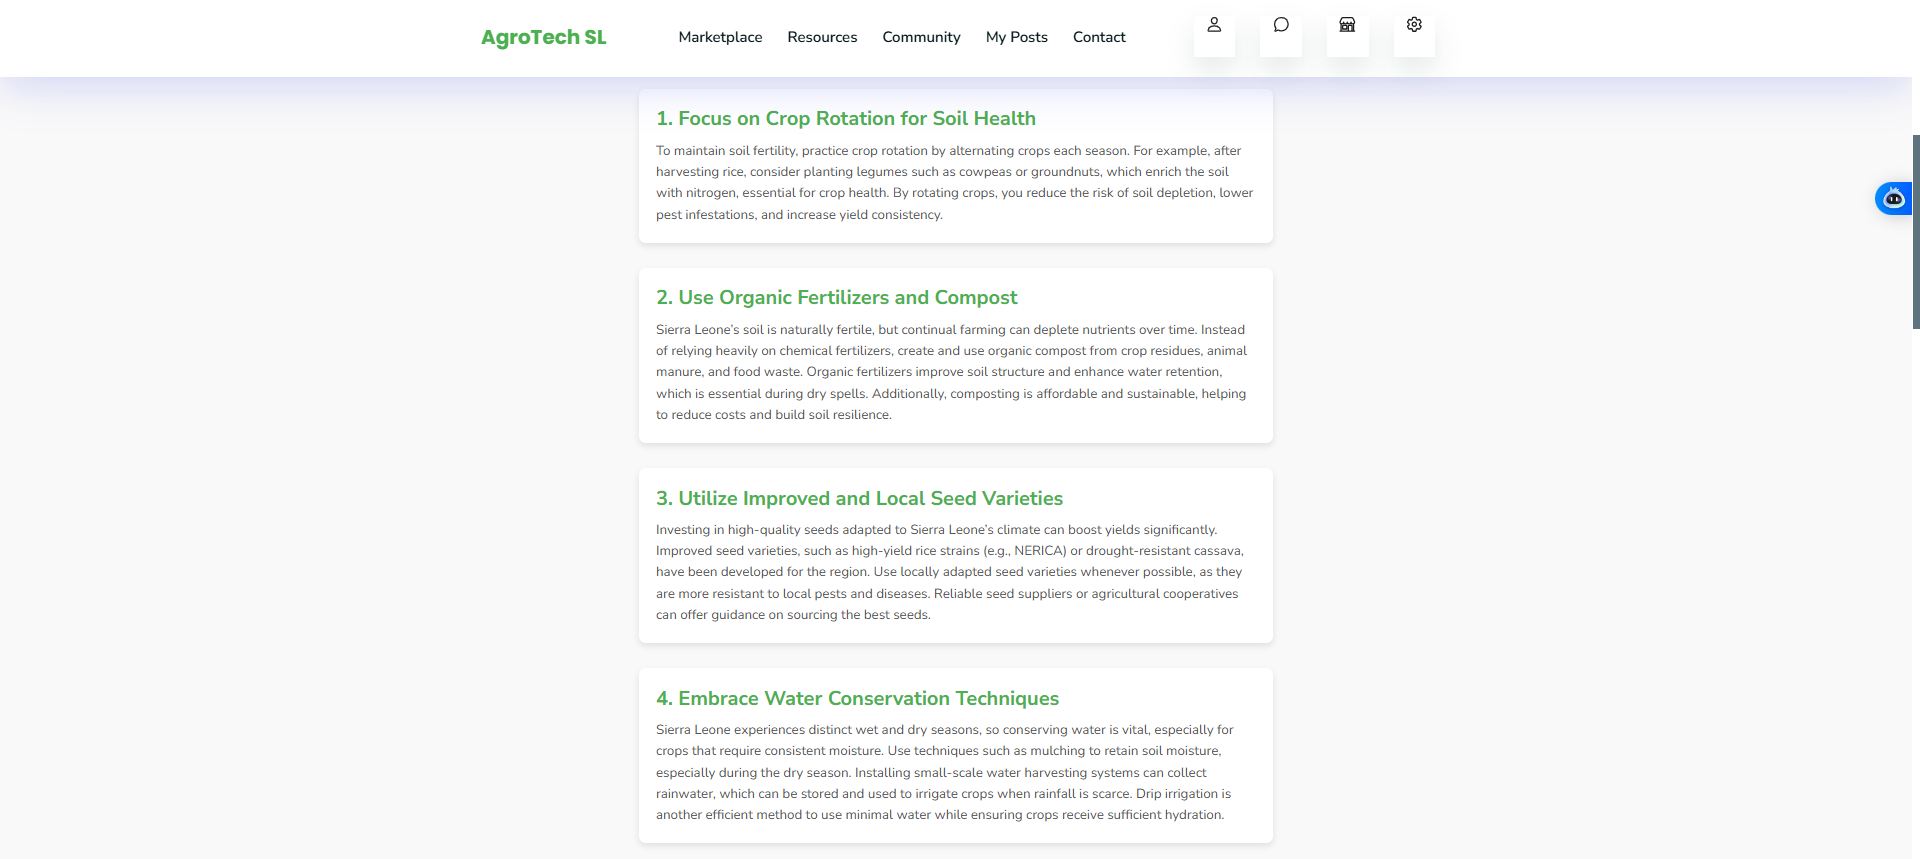 AgroTech SL
Marketplace Resources Community My Posts Contact
1. Focus on Crop Rotation for Soil Health
To maintain soil fertility, practice crop rotation by alternating crops each season. For example, after
harvesting rice, consider planting legumes such as cowpeas or groundnuts, which enrich the soil
with nitrogen, essential for crop health. By rotating crops, you reduce the risk of soil depletion, lower
pest infestations, and increase yield consistency.
2. Use Organic Fertilizers and Compost
Sierra Leone's soil is naturally fertile, but continual farming can deplete nutrients over time. Instead
of relying heavily on chemical fertilizers, create and use organic compost from crop residues, animal
manure, and food waste. Organic fertilizers improve soil structure and enhance water retention,
which is essential during dry spells. Additionally, composting is affordable and sustainable, helping
to reduce costs and build soil resilience.
3. Utilize Improved and Local Seed Varieties
Investing in high-quality seeds adapted to Sierra Leone's climate can boost yields significantly.
Improved seed varieties, such as high-yield rice strains (e.g., NERICA) or drought-resistant cassava,
have been developed for the region. Use locally adapted seed varieties whenever possible, as they
are more resistant to local pests and diseases. Reliable seed suppliers or agricultural cooperatives
can offer guidance on sourcing the best seeds.
4. Embrace Water Conservation Techniques
Sierra Leone experiences distinct wet and dry seasons, so conserving water is vital, especially for
crops that require consistent moisture. Use techniques such as mulching to retain soil moisture,
especially during the dry season. Installing small-scale water harvesting systems can collect
rainwater, which can be stored and used to irrigate crops when rainfall is scarce. Drip irrigation is
another efficient method to use minimal water while ensuring crops receive sufficient hydration.